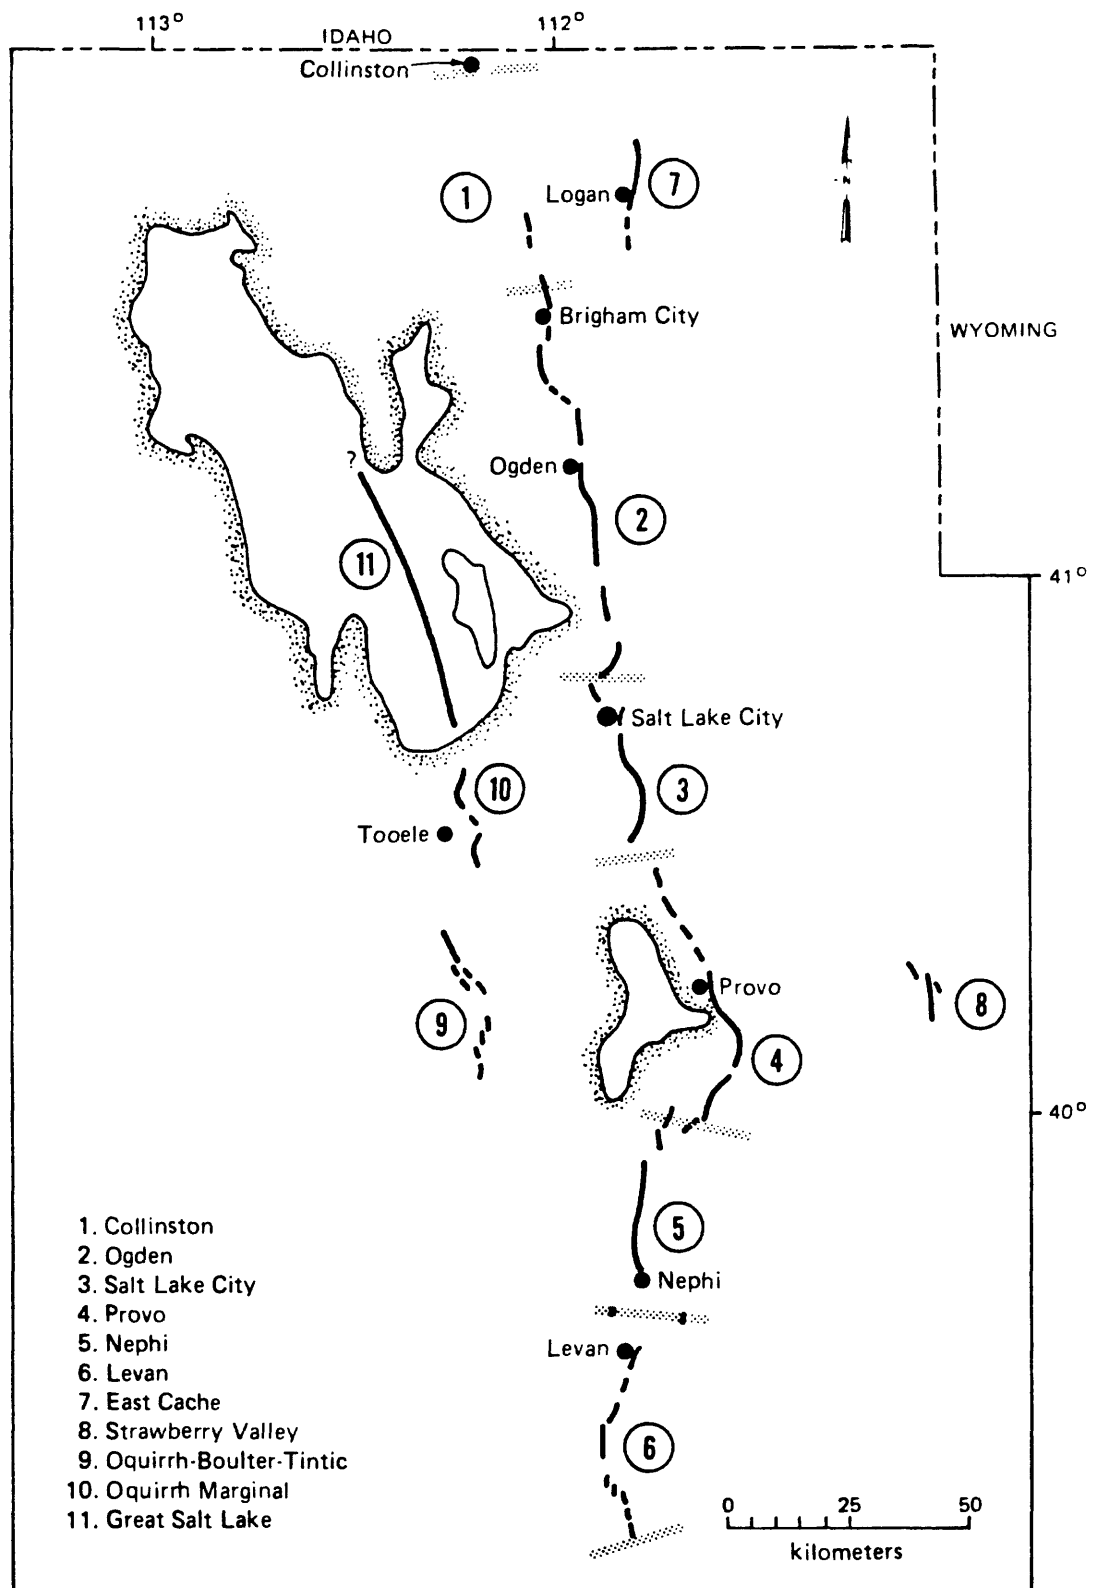 113°
112°
IDAHO
Collinston
1
Logan
7
N
Brigham City
WYOMING
?
Ogden
2
11
41°
Salt Lake City
10
3
Tooele
Provo
8
9
4
40°
5
Nephi
Levan
6
1. Collinston
2. Ogden
3. Salt Lake City
4. Provo
5. Nephi
6. Levan
7. East Cache
8. Strawberry Valley
9. Oquirrh-Boulter-Tintic
10. Oquirrh Marginal
11. Great Salt Lake
0 25 50
kilometers